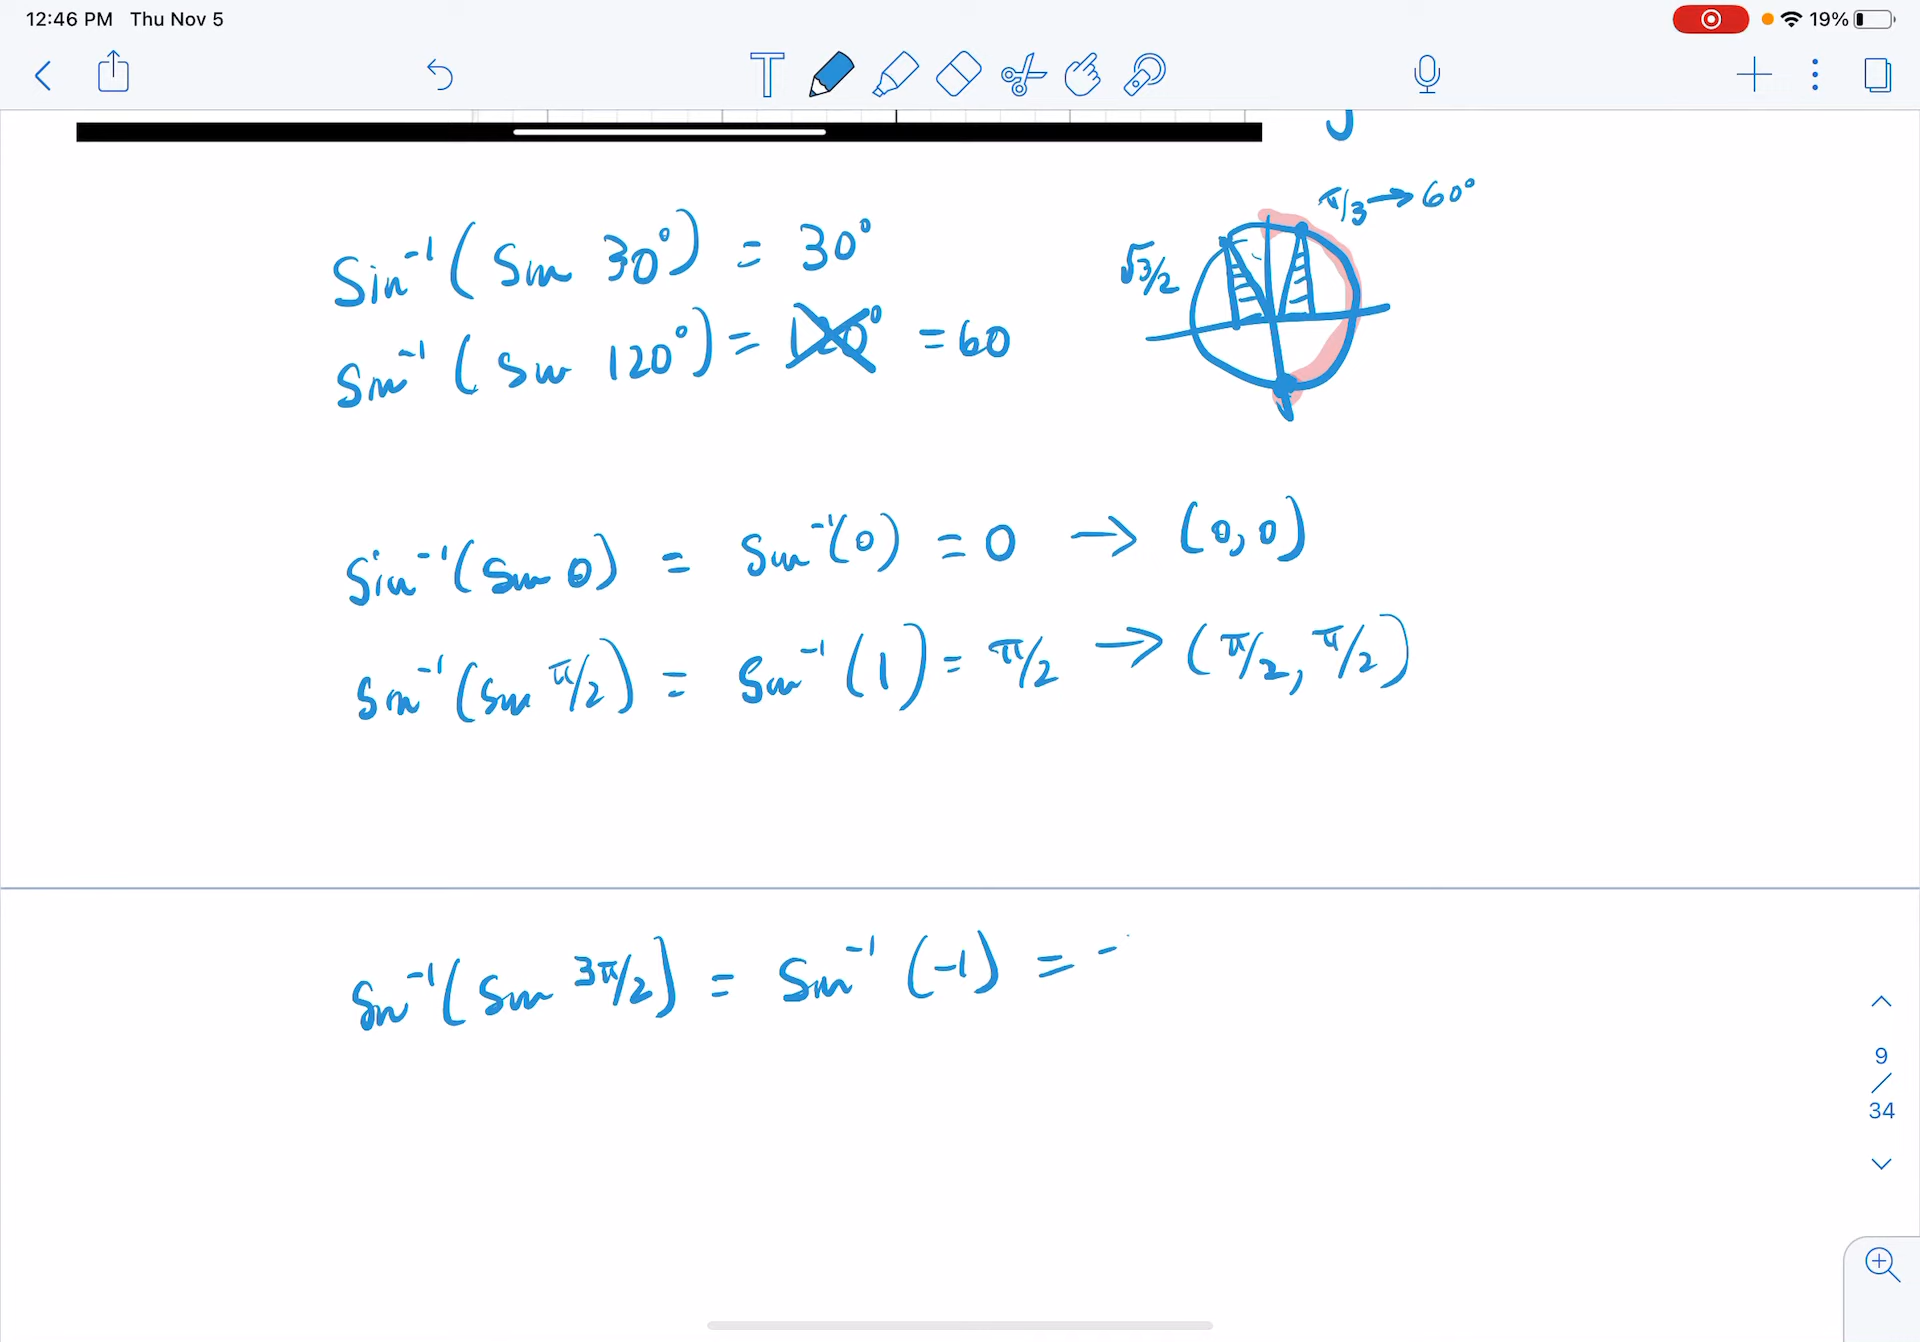 12:46 PM Thu Nov 5
19%
π/3 → 60°
sin⁻¹(sin 30°) = 30°
√3/2
sin⁻¹(sin 120°) = 120° = 60
sin⁻¹(sin 0) = sin⁻¹(0) = 0 → (0,0)
sin⁻¹(sin π/2) = sin⁻¹(1) = π/2 → (π/2, π/2)
sin⁻¹(sin 3π/2) = sin⁻¹(-1) = -
9
/
34